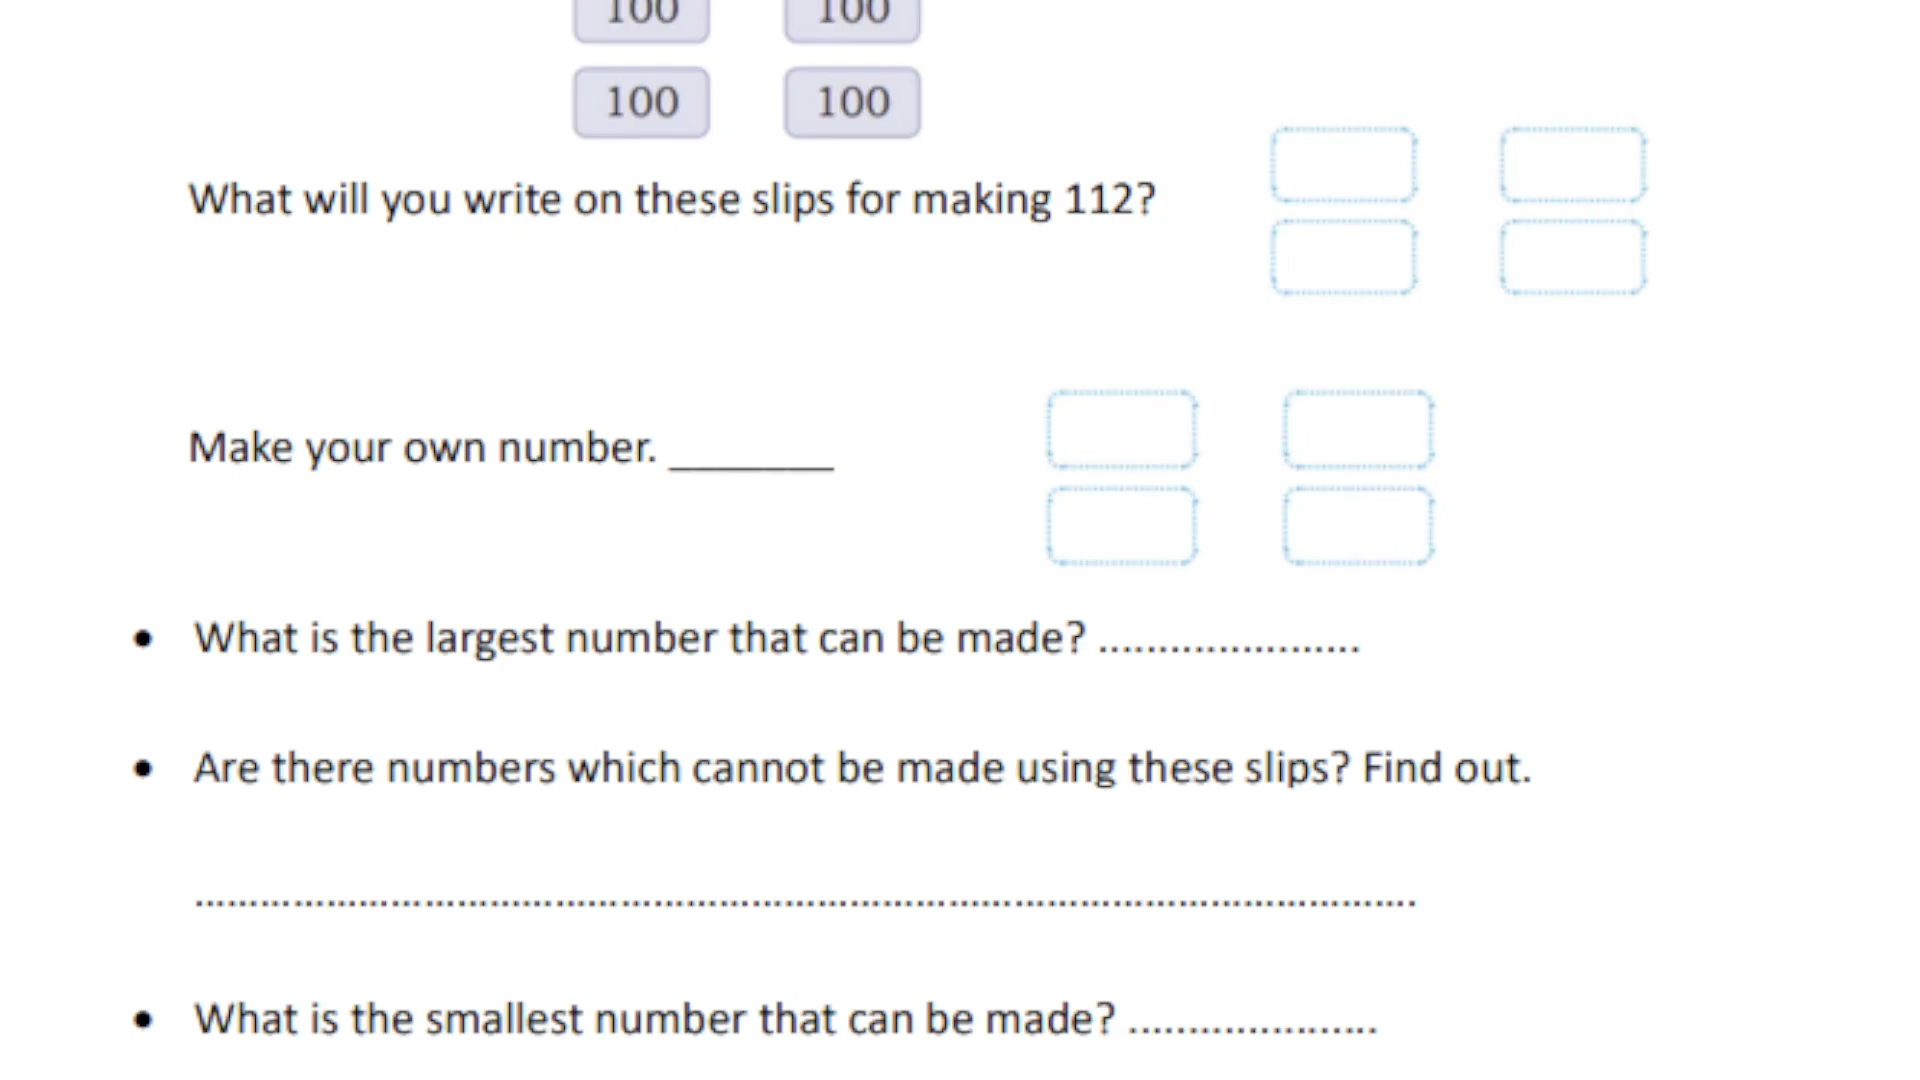 100 100
100 100
What will you write on these slips for making 112?
Make your own number. _______
• What is the largest number that can be made? ......................
• Are there numbers which cannot be made using these slips? Find out.
..........................................................................................................
• What is the smallest number that can be made? .....................